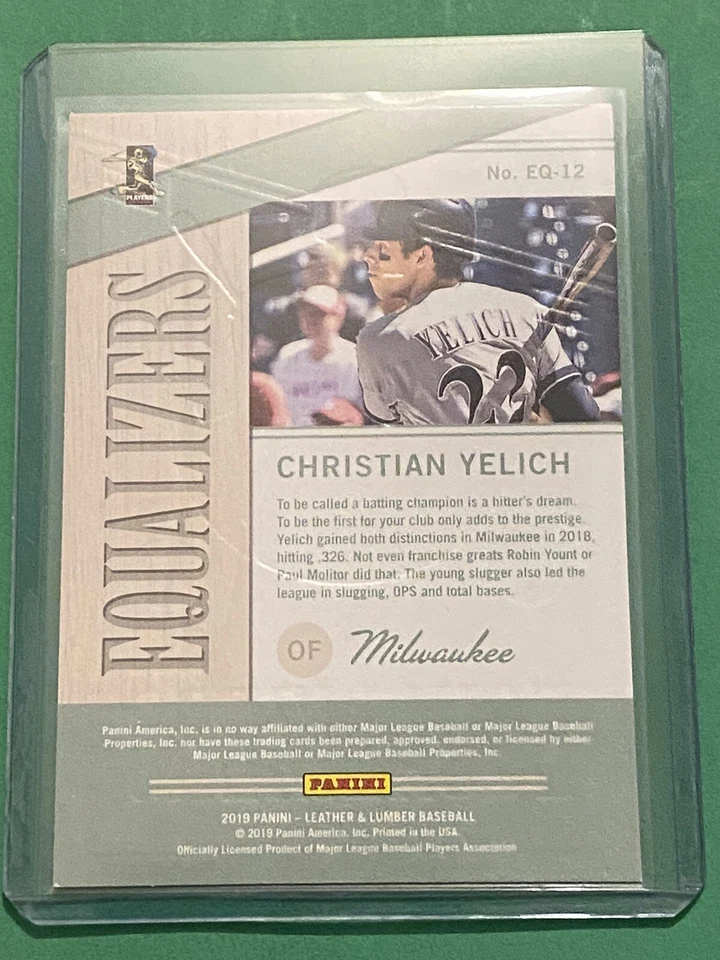 PLAYERS
No. EQ-12
EQUALIZERS
YELICH
22
CHRISTIAN YELICH
To be called a batting champion is a hitter's dream.
To be the first for your club only adds to the prestige.
Yelich gained both distinctions in Milwaukee in 2018,
hitting .326. Not even franchise greats Robin Yount or
Paul Molitor did that. The young slugger also led the
league in slugging, OPS and total bases.
OF Milwaukee
Panini America, Inc. is in no way affiliated with either Major League Baseball or Major League Baseball
Properties, Inc. nor have these trading cards been prepared, approved, endorsed, or licensed by either
Major League Baseball or Major League Baseball Properties, Inc.
PANINI
2019 PANINI – LEATHER & LUMBER BASEBALL
© 2019 Panini America, Inc. Printed in the USA.
Officially Licensed Product of Major League Baseball Players Association